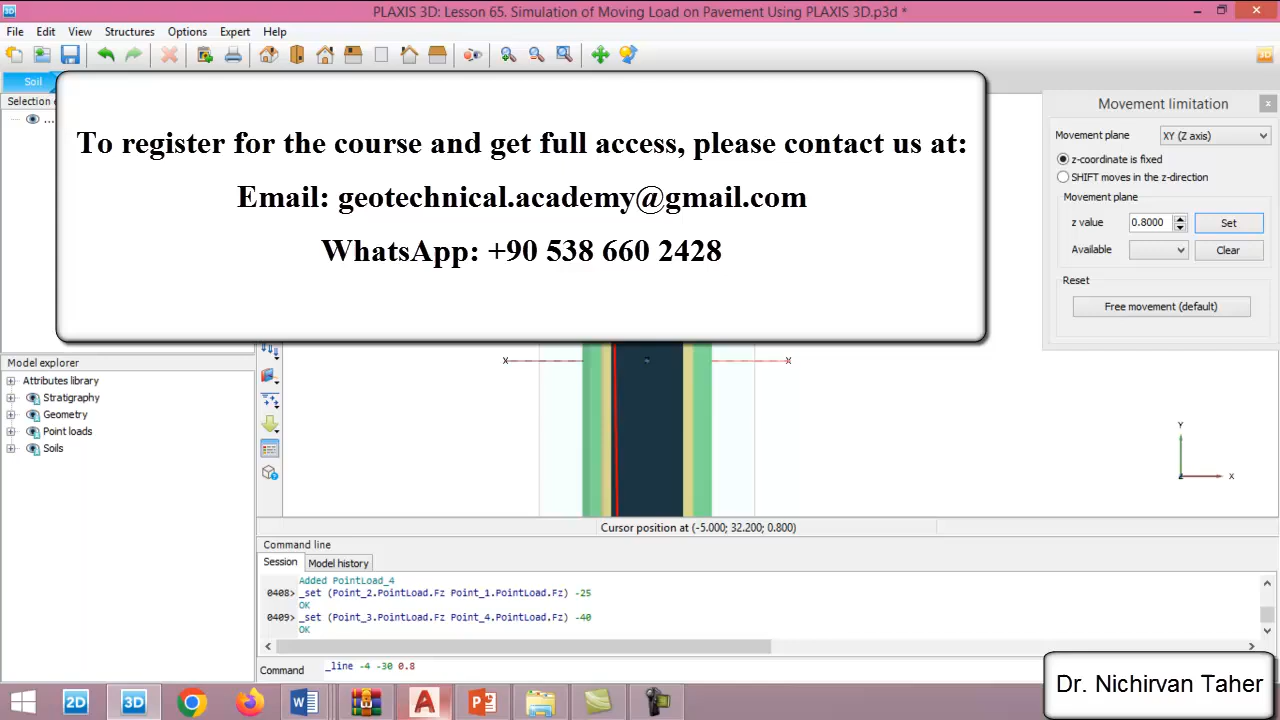 PLAXIS 3D: Lesson 65. Simulation of Moving Load on Pavement Using PLAXIS 3D.p3d *
File Edit View Structures Options Expert Help
Soil
Selection
...
To register for the course and get full access, please contact us at:
Email: geotechnical.academy@gmail.com
WhatsApp: +90 538 660 2428
Movement limitation
Movement plane XY (Z axis)
z-coordinate is fixed
SHIFT moves in the z-direction
Movement plane
z value 0.8000 Set
Available Clear
Reset
Free movement (default)
Model explorer
Attributes library
Stratigraphy
Geometry
Point loads
Soils
X X
Y
X
Z
Cursor position at (-5.000; 32.200; 0.800)
Command line
Session Model history
Added PointLoad_4
0408> _set (Point_2.PointLoad.Fz Point_1.PointLoad.Fz) -25
OK
0409> _set (Point_3.PointLoad.Fz Point_4.PointLoad.Fz) -40
OK
Command _line -4 -30 0.8
2D 3D
Dr. Nichirvan Taher